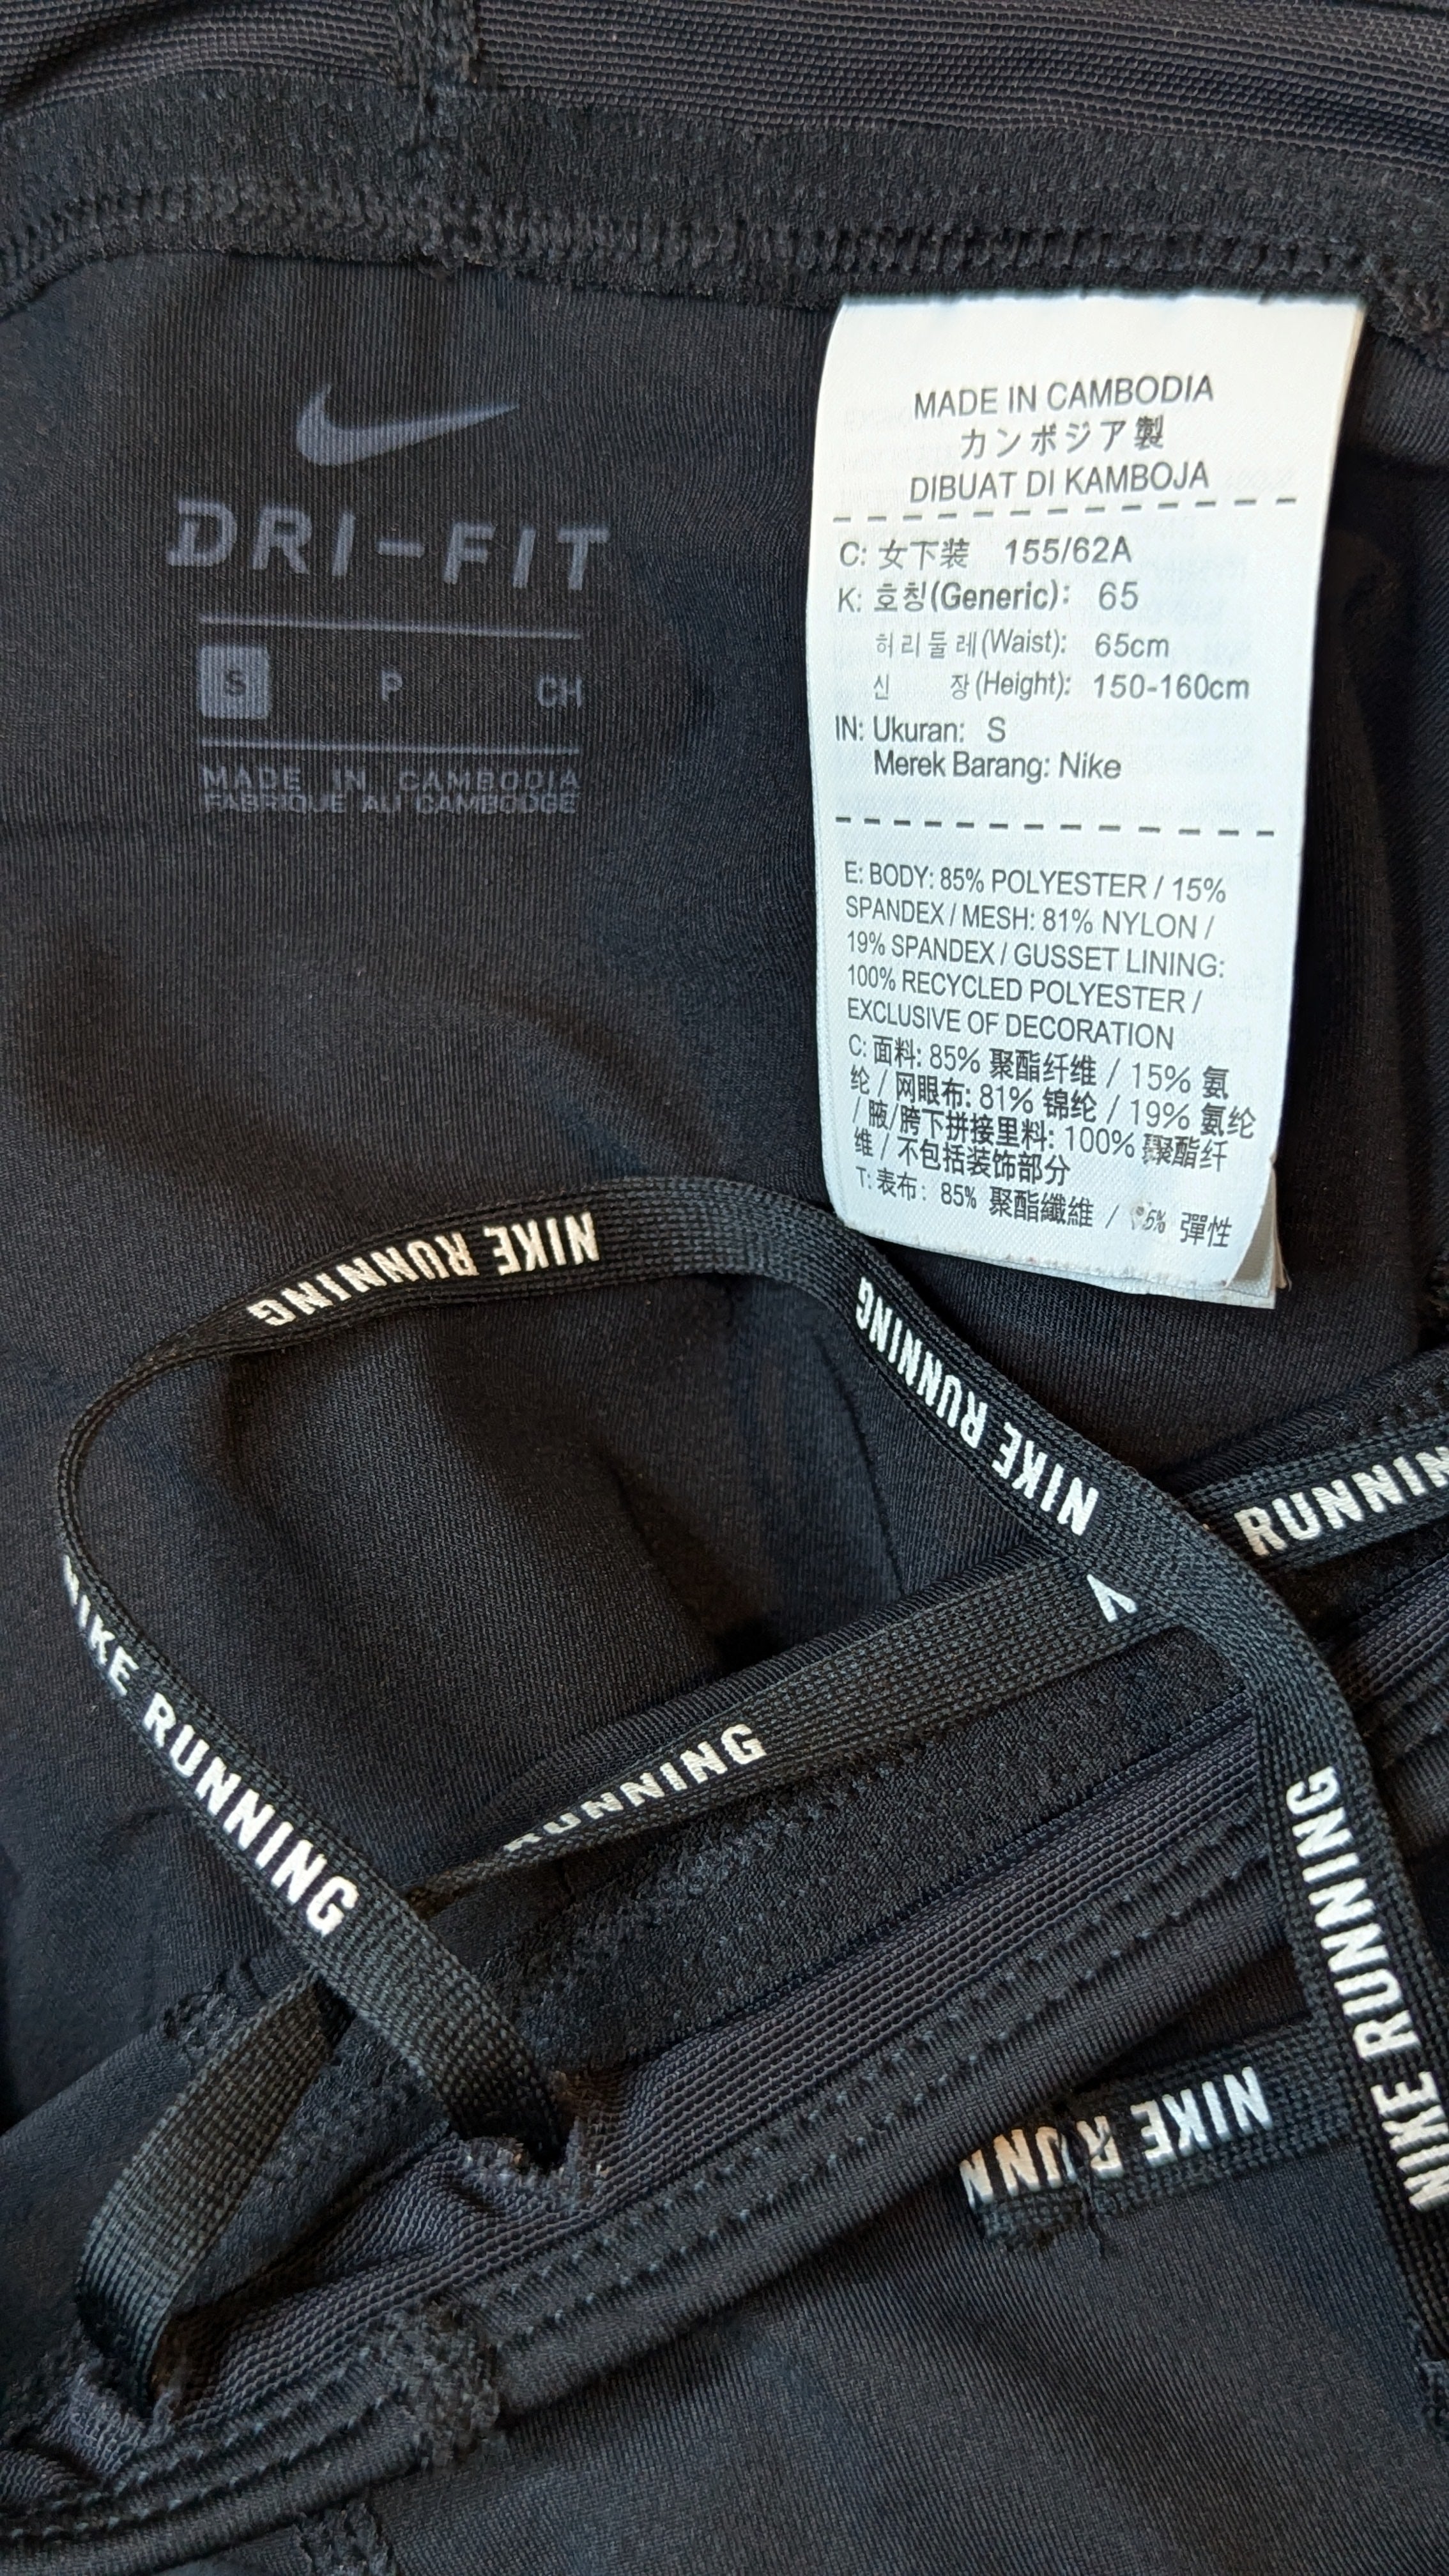 DRI-FIT
S P CH
MADE IN CAMBODIA
FABRIQUE AU CAMBODGE
MADE IN CAMBODIA
カンボジア製
DIBUAT DI KAMBOJA
C: 女下装 155/62A
K: 호칭(Generic): 65
허리둘레(Waist): 65cm
신 장(Height): 150-160cm
IN: Ukuran: S
Merek Barang: Nike
E: BODY: 85% POLYESTER / 15%
SPANDEX / MESH: 81% NYLON /
19% SPANDEX / GUSSET LINING:
100% RECYCLED POLYESTER /
EXCLUSIVE OF DECORATION
C: 面料: 85% 聚酯纤维 / 15% 氨
纶 / 网眼布: 81% 锦纶 / 19% 氨纶
/ 腋/胯下拼接里料: 100% 聚酯纤
维 / 不包括装饰部分
T: 表布: 85% 聚酯纖維 / 彈性
NIKE RUNNING
NIKE RUNNING
RUNNIN
NIKE RUNNING
RUNNING
NIKE RUNNING
NIKE RUNN